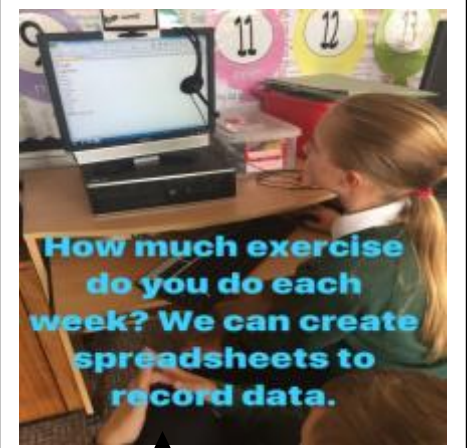 11
12
13
How much exercise
do you do each
week? We can create
spreadsheets to
record data.